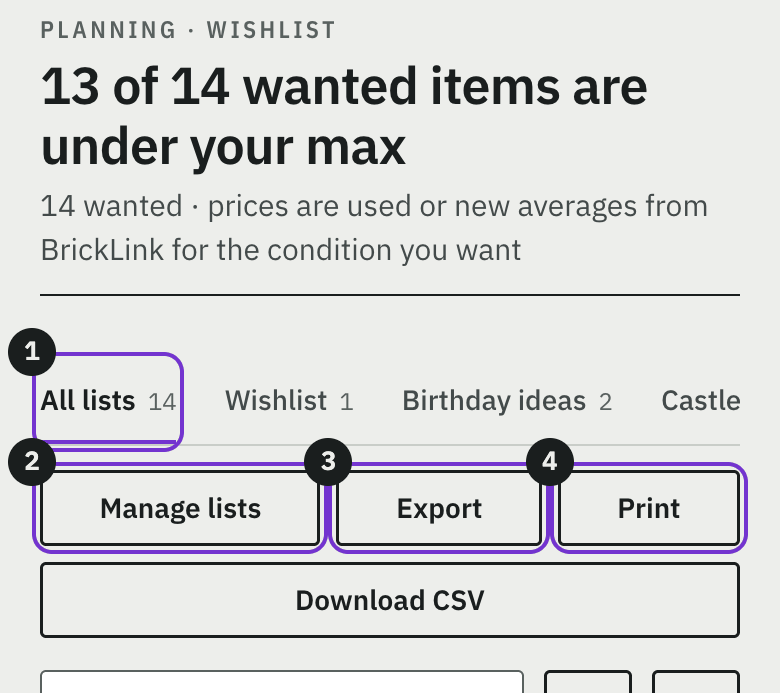 PLANNING · WISHLIST
13 of 14 wanted items are
under your max
14 wanted · prices are used or new averages from
BrickLink for the condition you want
1
All lists 14 Wishlist 1 Birthday ideas 2 Castle
2 3 4
Manage lists Export Print
Download CSV